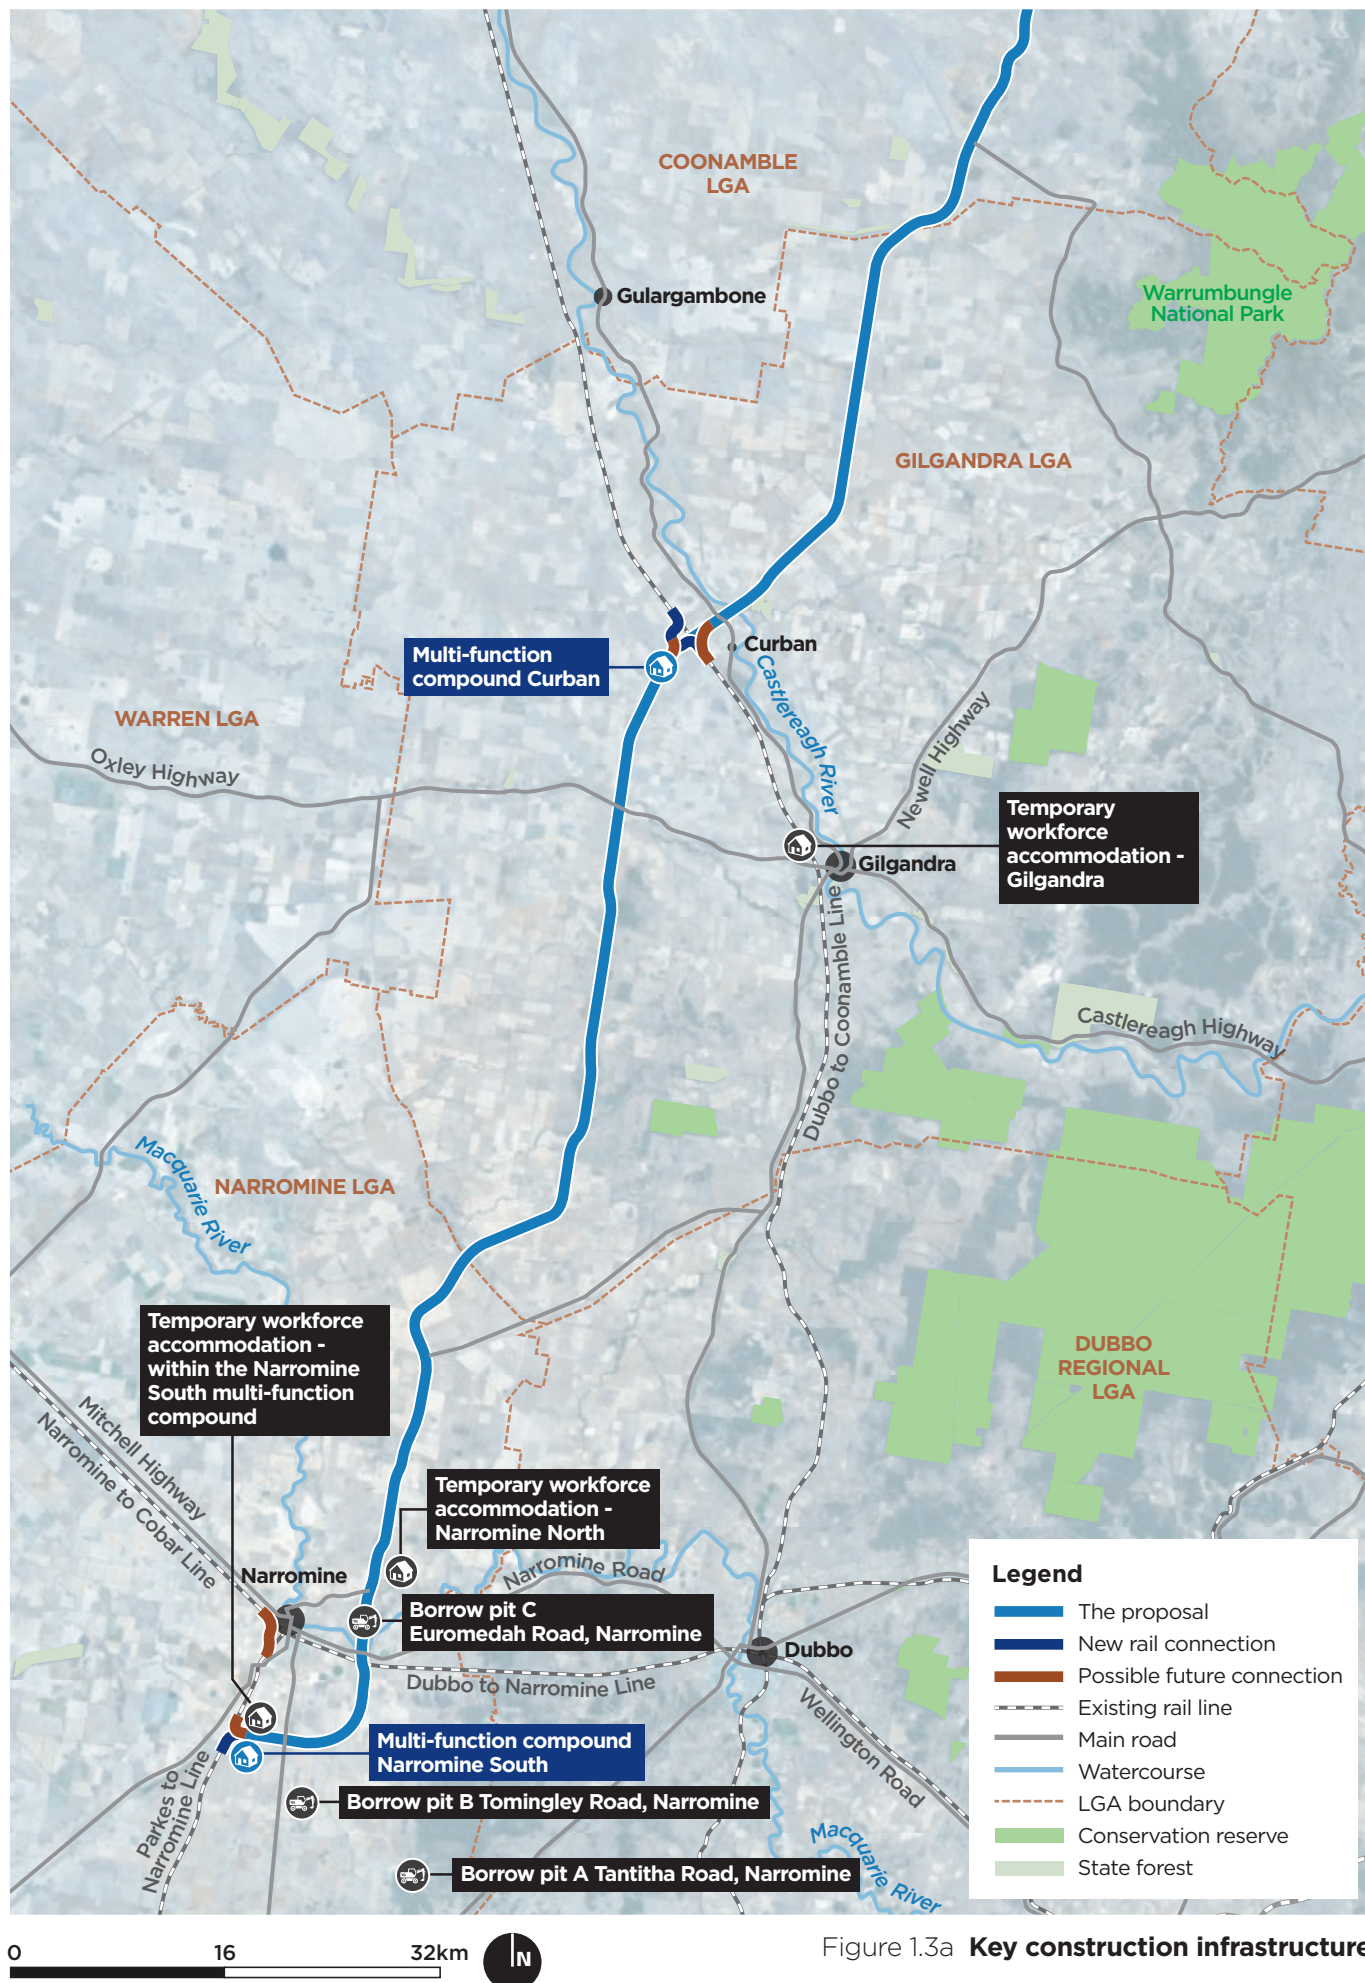 COONAMBLE
LGA
Gulargambone
Warrumbungle
National Park
GILGANDRA LGA
Multi-function
compound Curban
Curban
Castlereagh River
WARREN LGA
Oxley Highway
Newell Highway
Temporary
workforce
accommodation -
Gilgandra
Gilgandra
Dubbo to Coonamble Line
Castlereagh Highway
Macquarie River
NARROMINE LGA
Temporary workforce
accommodation -
within the Narromine
South multi-function
compound
DUBBO
REGIONAL
LGA
Mitchell Highway
Narromine to Cobar Line
Temporary workforce
accommodation -
Narromine North
Narromine
Narromine Road
Borrow pit C
Euromedah Road, Narromine
Dubbo
Dubbo to Narromine Line
Wellington Road
Multi-function compound
Narromine South
Parkes to
Narromine Line
Borrow pit B Tomingley Road, Narromine
Macquarie River
Borrow pit A Tantitha Road, Narromine
Legend
The proposal
New rail connection
Possible future connection
Existing rail line
Main road
Watercourse
LGA boundary
Conservation reserve
State forest
0 16 32km
N
Figure 1.3a Key construction infrastructure